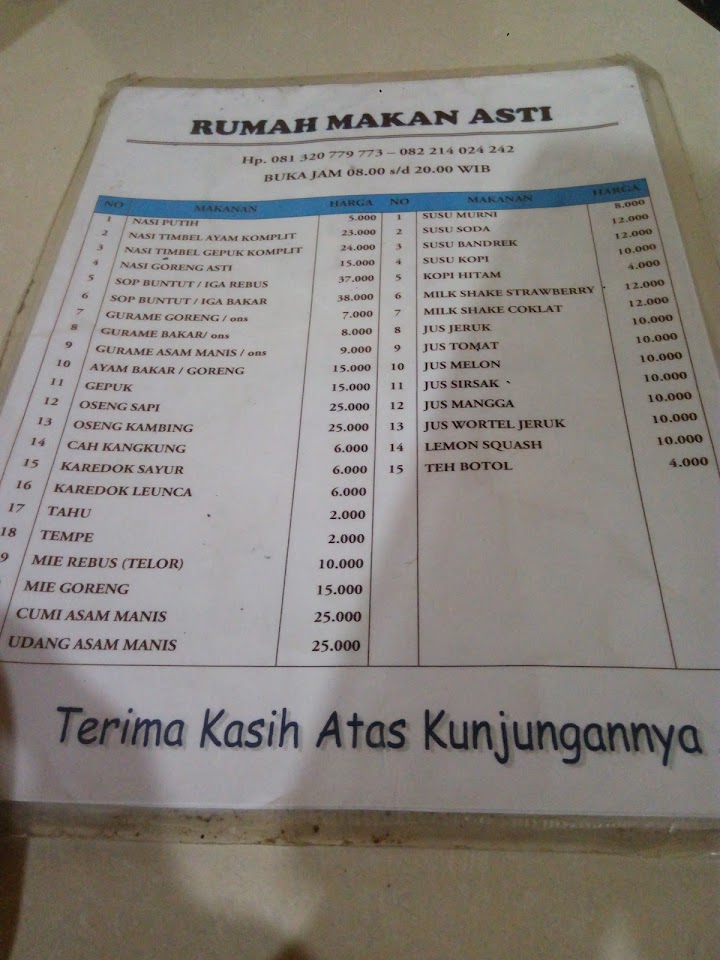 RUMAH MAKAN ASTI
Hp. 081 320 779 773 – 082 214 024 242
BUKA JAM 08.00 s/d 20.00 WIB
NO MAKANAN HARGA
1 NASI PUTIH 5.000
2 NASI TIMBEL AYAM KOMPLIT 23.000
3 NASI TIMBEL GEPUK KOMPLIT 24.000
4 NASI GORENG ASTI 15.000
5 SOP BUNTUT / IGA REBUS 37.000
6 SOP BUNTUT / IGA BAKAR 38.000
7 GURAME GORENG / ons 7.000
8 GURAME BAKAR/ ons 8.000
9 GURAME ASAM MANIS / ons 9.000
10 AYAM BAKAR / GORENG 15.000
11 GEPUK 15.000
12 OSENG SAPI 25.000
13 OSENG KAMBING 25.000
14 CAH KANGKUNG 6.000
15 KAREDOK SAYUR 6.000
16 KAREDOK LEUNCA 6.000
17 TAHU 2.000
18 TEMPE 2.000
9 MIE REBUS (TELOR) 10.000
MIE GORENG 15.000
CUMI ASAM MANIS 25.000
UDANG ASAM MANIS 25.000
NO MAKANAN HARGA
1 SUSU MURNI 8.000
2 SUSU SODA 12.000
3 SUSU BANDREK 12.000
4 SUSU KOPI 10.000
5 KOPI HITAM 4.000
6 MILK SHAKE STRAWBERRY 12.000
7 MILK SHAKE COKLAT 12.000
8 JUS JERUK 10.000
9 JUS TOMAT 10.000
10 JUS MELON 10.000
11 JUS SIRSAK 10.000
12 JUS MANGGA 10.000
13 JUS WORTEL JERUK 10.000
14 LEMON SQUASH 10.000
15 TEH BOTOL 4.000
Terima Kasih Atas Kunjungannya